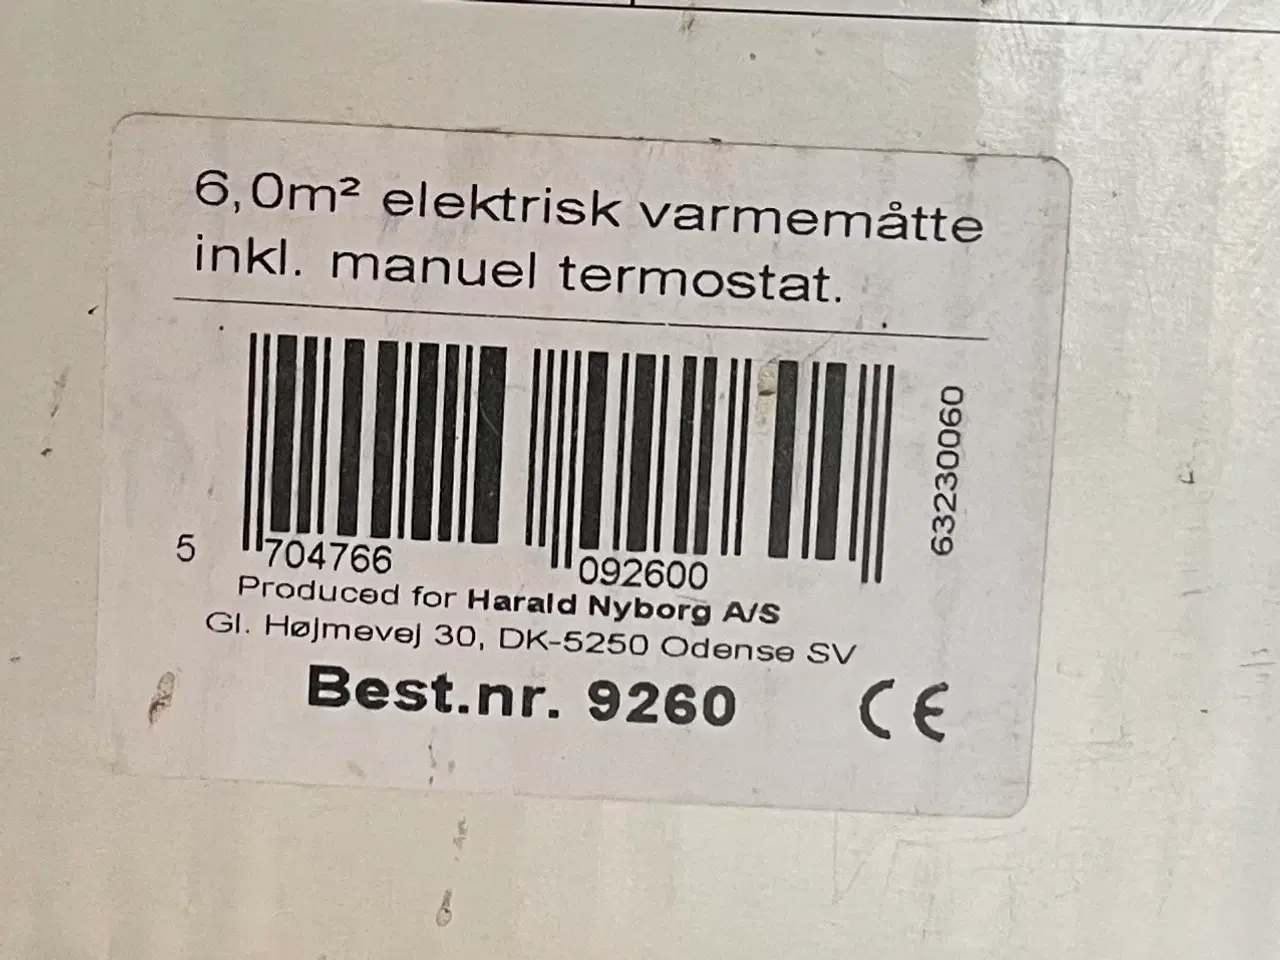 6,0m² elektrisk varmemåtte
inkl. manuel termostat.
63230060
5 704766 092600
Produced for Harald Nyborg A/S
Gl. Højmevej 30, DK-5250 Odense SV
Best.nr. 9260 CE